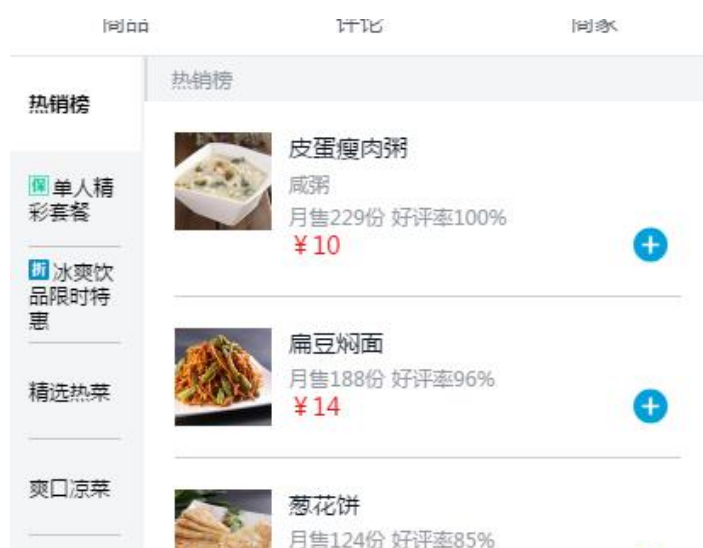 商品
评论
商家
热销榜
热销榜
保 单人精
彩套餐
折 冰爽饮
品限时特
惠
精选热菜
爽口凉菜
皮蛋瘦肉粥
咸粥
月售229份 好评率100%
￥10
扁豆焖面
月售188份 好评率96%
￥14
葱花饼
月售124份 好评率85%